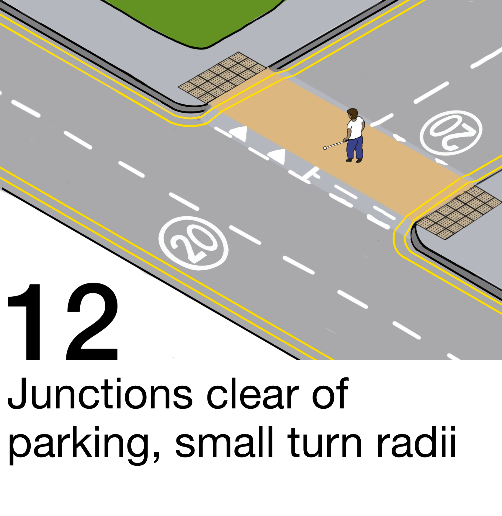 20
20
12
Junctions clear of
parking, small turn radii